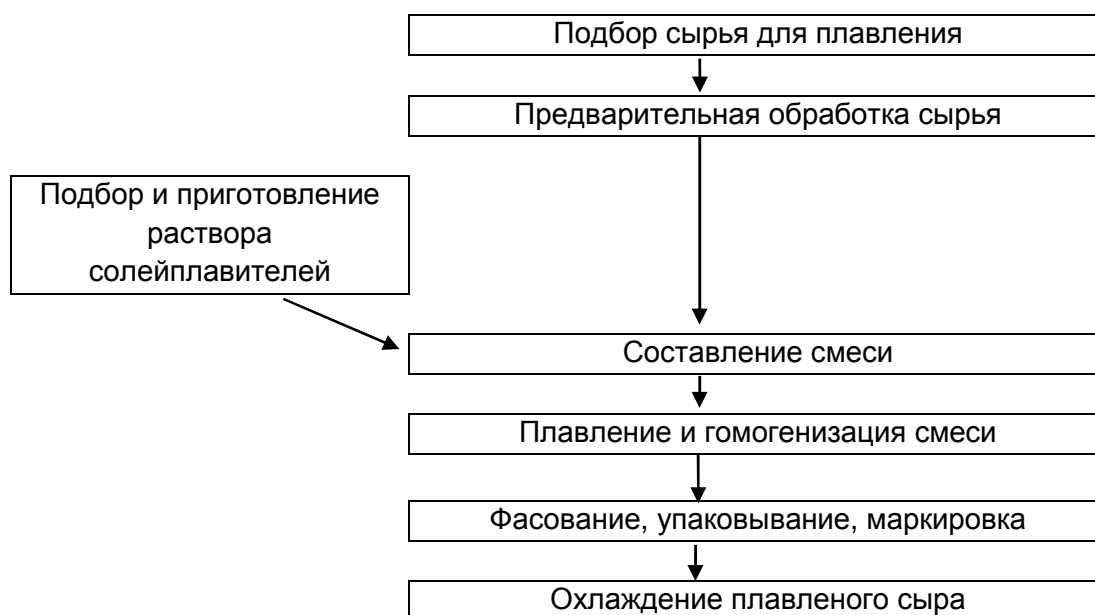 Подбор сырья для плавления
Предварительная обработка сырья
Подбор и приготовление
раствора
солейплавителей
Составление смеси
Плавление и гомогенизация смеси
Фасование, упаковывание, маркировка
Охлаждение плавленого сыра